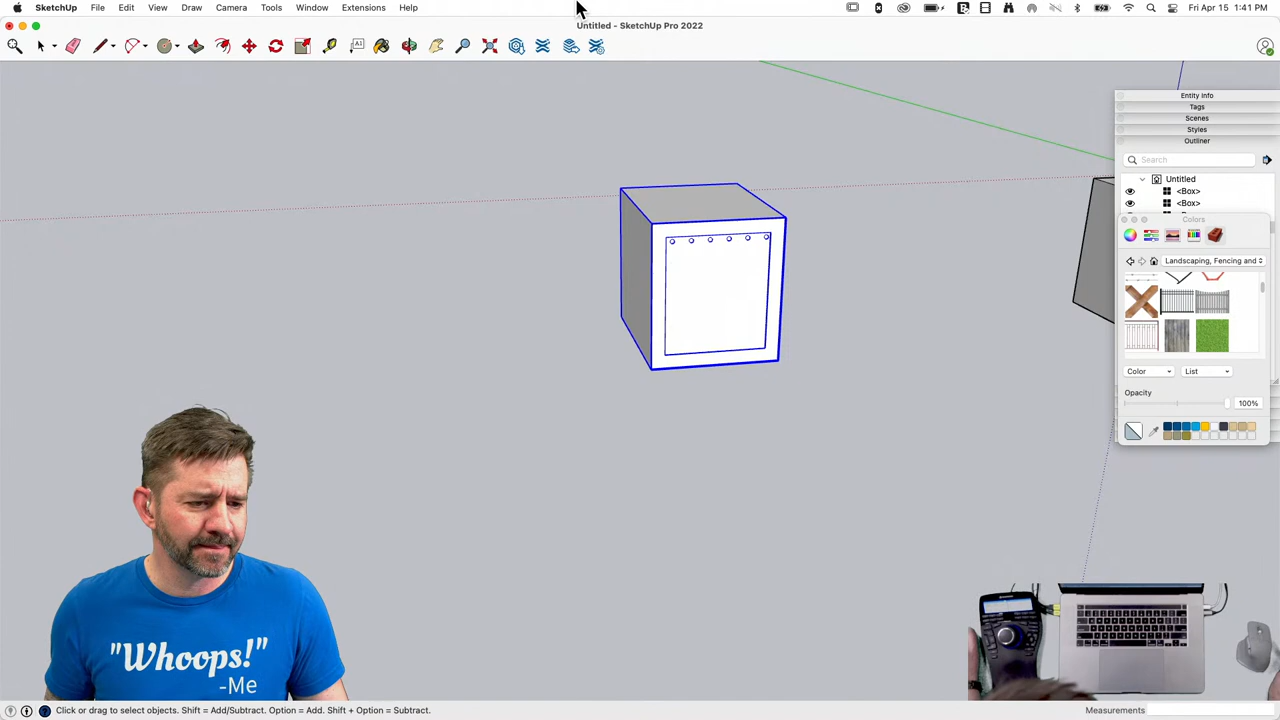 SketchUp File Edit View Draw Camera Tools Window Extensions Help Fri Apr 15 1:41 PM
Untitled - SketchUp Pro 2022
Entity Info
Tags
Scenes
Styles
Outliner
Search
Untitled
<Box>
<Box>
Colors
Landscaping, Fencing and
Color List
Opacity
100%
"Whoops!"
-Me
Click or drag to select objects. Shift = Add/Subtract. Option = Add. Shift + Option = Subtract. Measurements